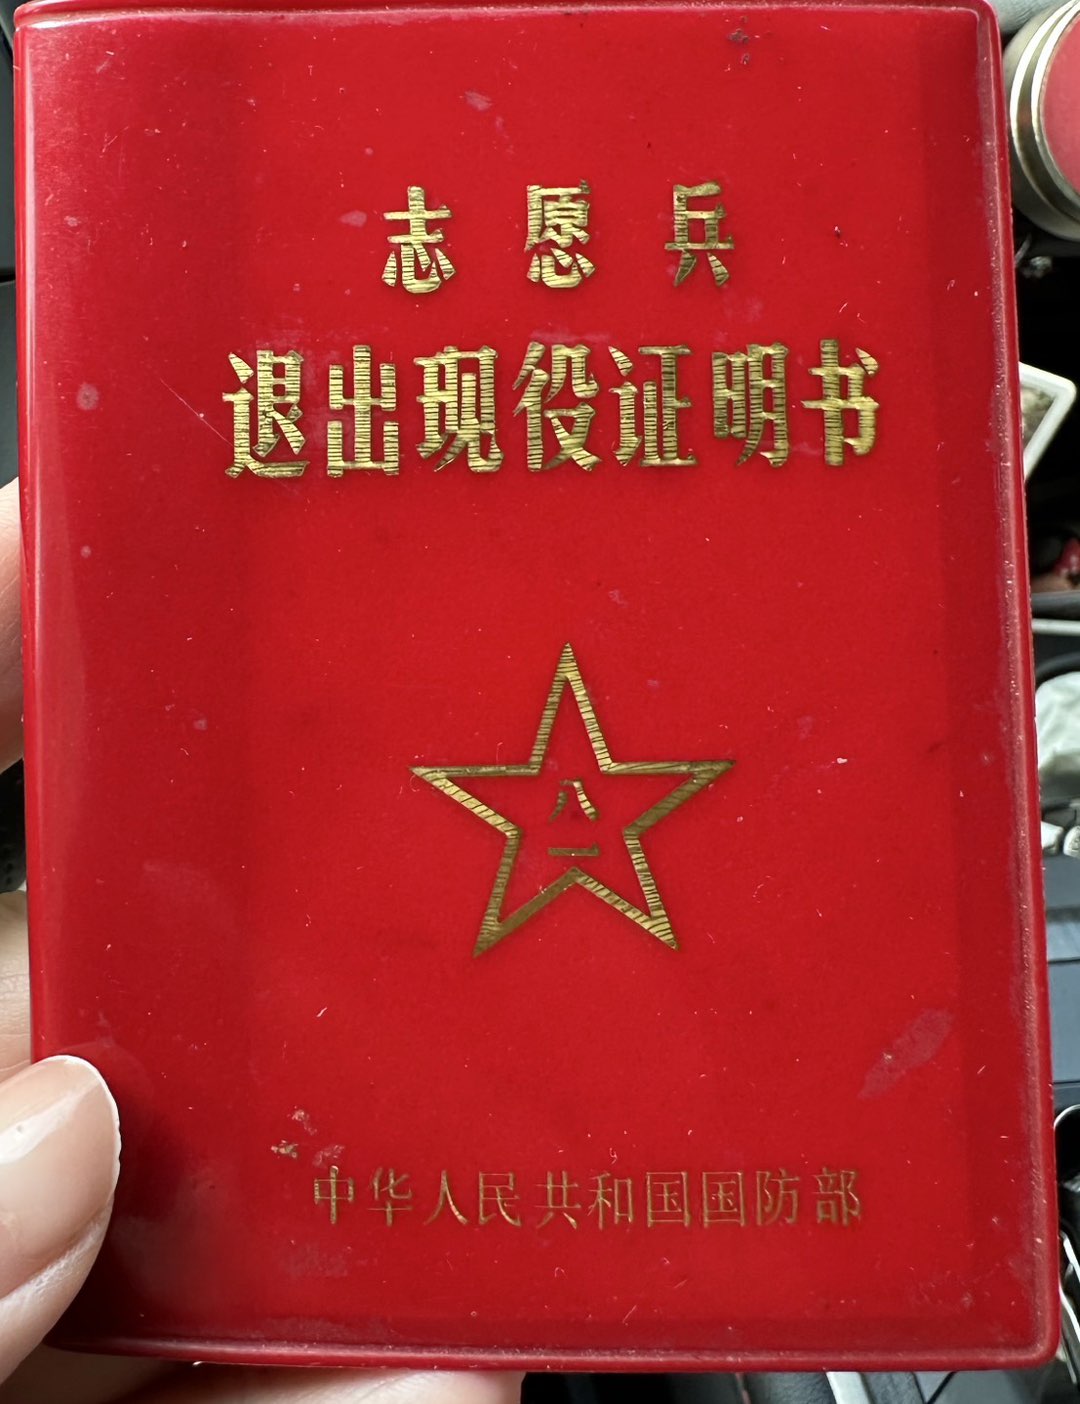 志愿兵
退出现役证明书
八一
中华人民共和国国防部